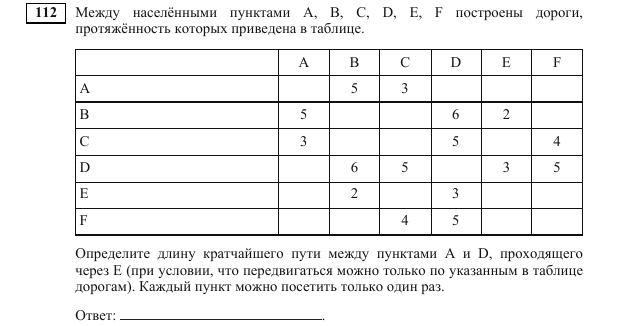 112 Между населёнными пунктами A, B, C, D, E, F построены дороги,
протяжённость которых приведена в таблице.
A B C D E F
A 5 3
B 5 6 2
C 3 5 4
D 6 5 3 5
E 2 3
F 4 5
Определите длину кратчайшего пути между пунктами A и D, проходящего
через E (при условии, что передвигаться можно только по указанным в таблице
дорогам). Каждый пункт можно посетить только один раз.
Ответ: ____________________.